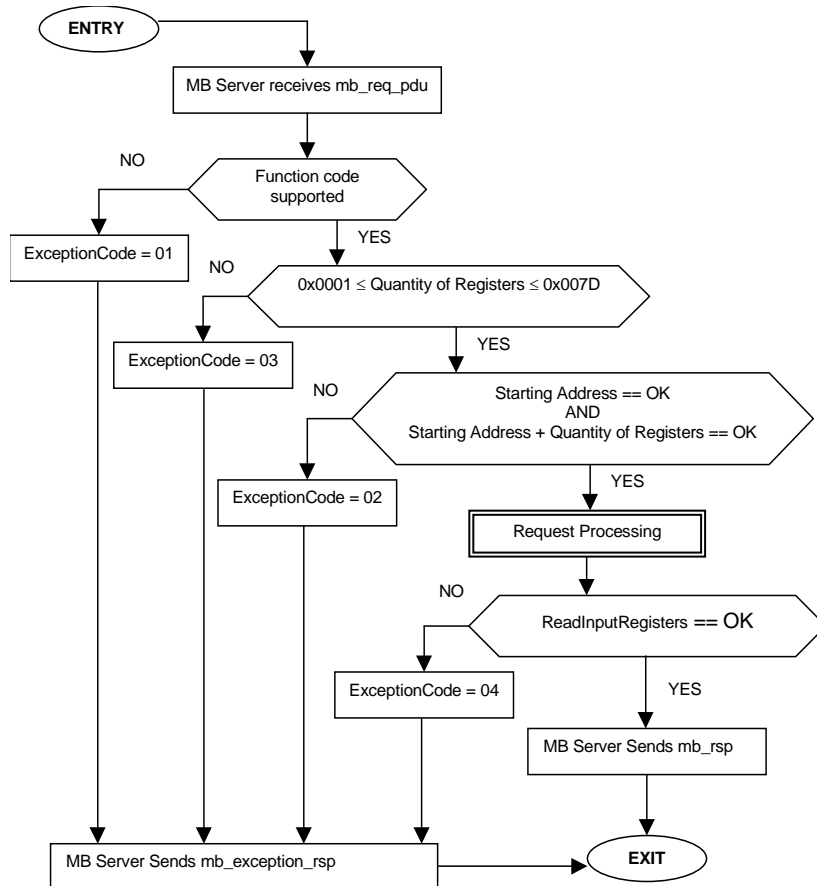 ENTRY
MB Server receives mb_req_pdu
NO
Function code
supported
YES
ExceptionCode = 01
NO
0x0001 ≤ Quantity of Registers ≤ 0x007D
YES
ExceptionCode = 03
NO
Starting Address == OK
AND
Starting Address + Quantity of Registers == OK
YES
ExceptionCode = 02
Request Processing
NO
ReadInputRegisters == OK
YES
ExceptionCode = 04
MB Server Sends mb_rsp
MB Server Sends mb_exception_rsp
EXIT